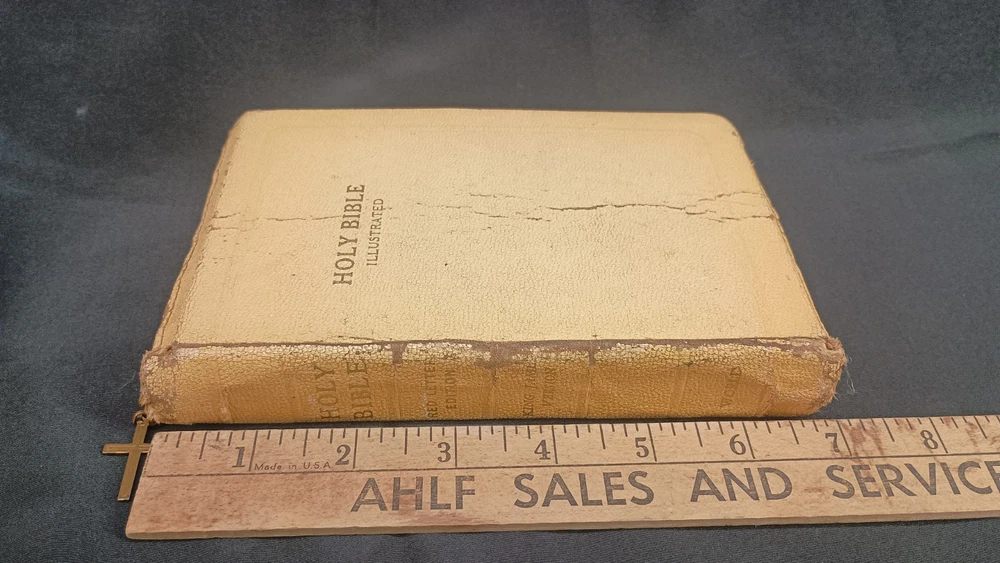 HOLY BIBLE
ILLUSTRATED
HOLY
BIBLE
RED LETTER
EDITION
KING JAMES
VERSION
WORLD
1 2 3 4 5 6 7 8
Made in U.S.A.
AHLF SALES AND SERVICE